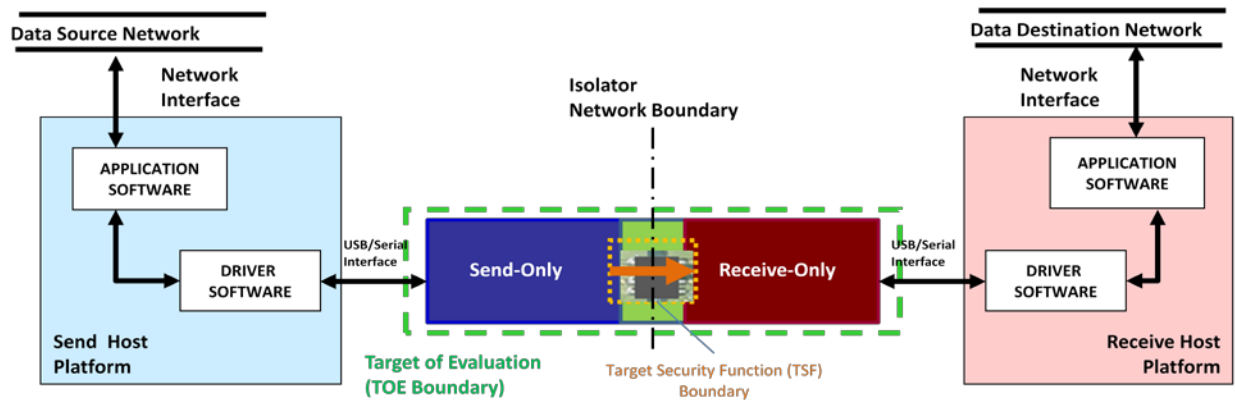 Data Source Network
Network
Interface
APPLICATION
SOFTWARE
DRIVER
SOFTWARE
Send Host
Platform
USB/Serial
Interface
Isolator
Network Boundary
Send-Only
Receive-Only
Target of Evaluation
(TOE Boundary)
Target Security Function (TSF)
Boundary
Data Destination Network
Network
Interface
APPLICATION
SOFTWARE
USB/Serial
Interface
DRIVER
SOFTWARE
Receive Host
Platform